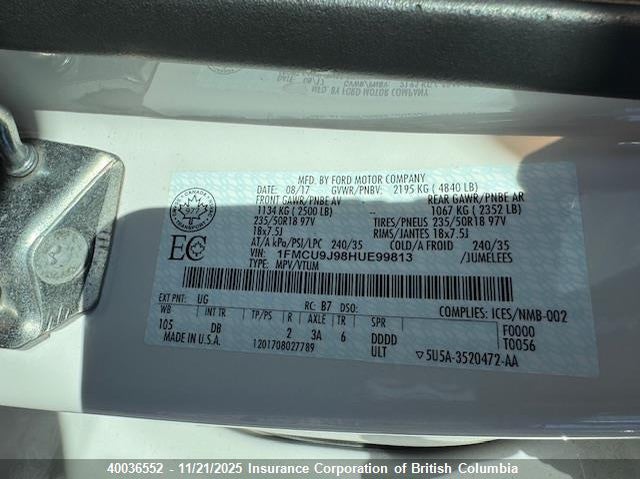 MFD. BY FORD MOTOR COMPANY
DATE: 08/17 GVWR/PNBV: 2195 KG ( 4840 LB)
FRONT GAWR/PNBE AV REAR GAWR/PNBE AR
1134 KG ( 2500 LB) -- 1067 KG ( 2352 LB)
235/50R18 97V TIRES/PNEUS 235/50R18 97V
18x7.5J RIMS/JANTES 18x7.5J
AT/A kPa/PSI/LPC 240/35 COLD/A FROID 240/35
VIN: 1FMCU9J98HUE99813 /JUMELEES
TYPE: MPV/VTUM
CANADA
TRANSPORT
EC
EXT PNT: UG RC: B7 DSO: COMPLIES: ICES/NMB-002
WB INT TR TP/PS R AXLE TR SPR F0000
105 DB 2 3A 6 DDDD T0056
MADE IN U.S.A. 1201708027789 ULT ▽5U5A-3520472-AA
40036552 - 11/21/2025 Insurance Corporation of British Columbia